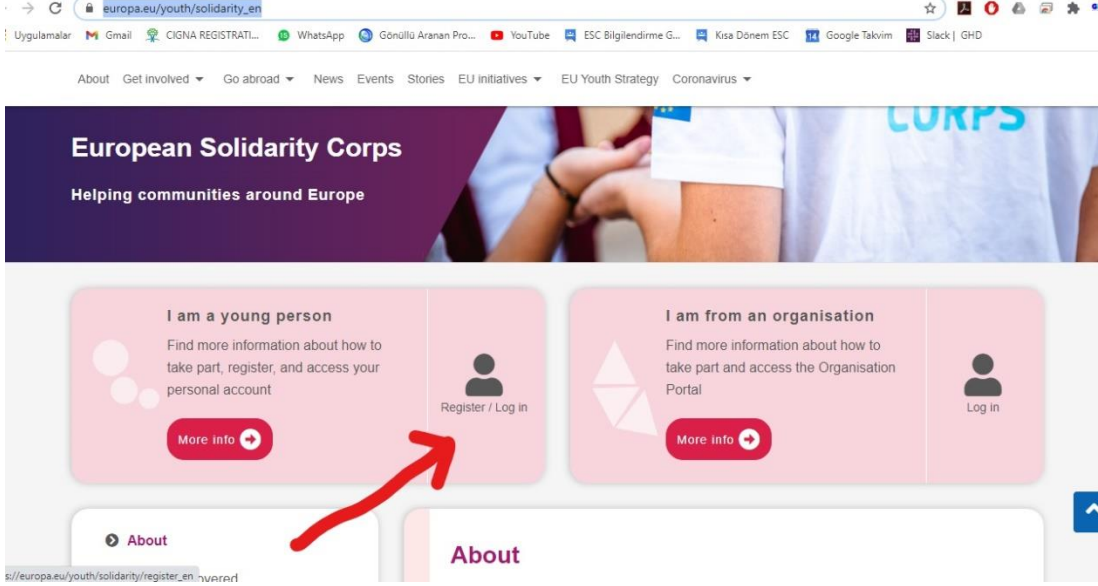 europa.eu/youth/solidarity_en
Uygulamalar Gmail CIGNA REGISTRATI... WhatsApp Gönüllü Aranan Pro... YouTube ESC Bilgilendirme G... Kısa Dönem ESC 14 Google Takvim Slack | GHD
About Get involved Go abroad News Events Stories EU initiatives EU Youth Strategy Coronavirus
CORPS
European Solidarity Corps
Helping communities around Europe
I am a young person
Find more information about how to
take part, register, and access your
personal account
Register / Log in
More info
I am from an organisation
Find more information about how to
take part and access the Organisation
Portal
Log in
More info
About
About
s://europa.eu/youth/solidarity/register_en